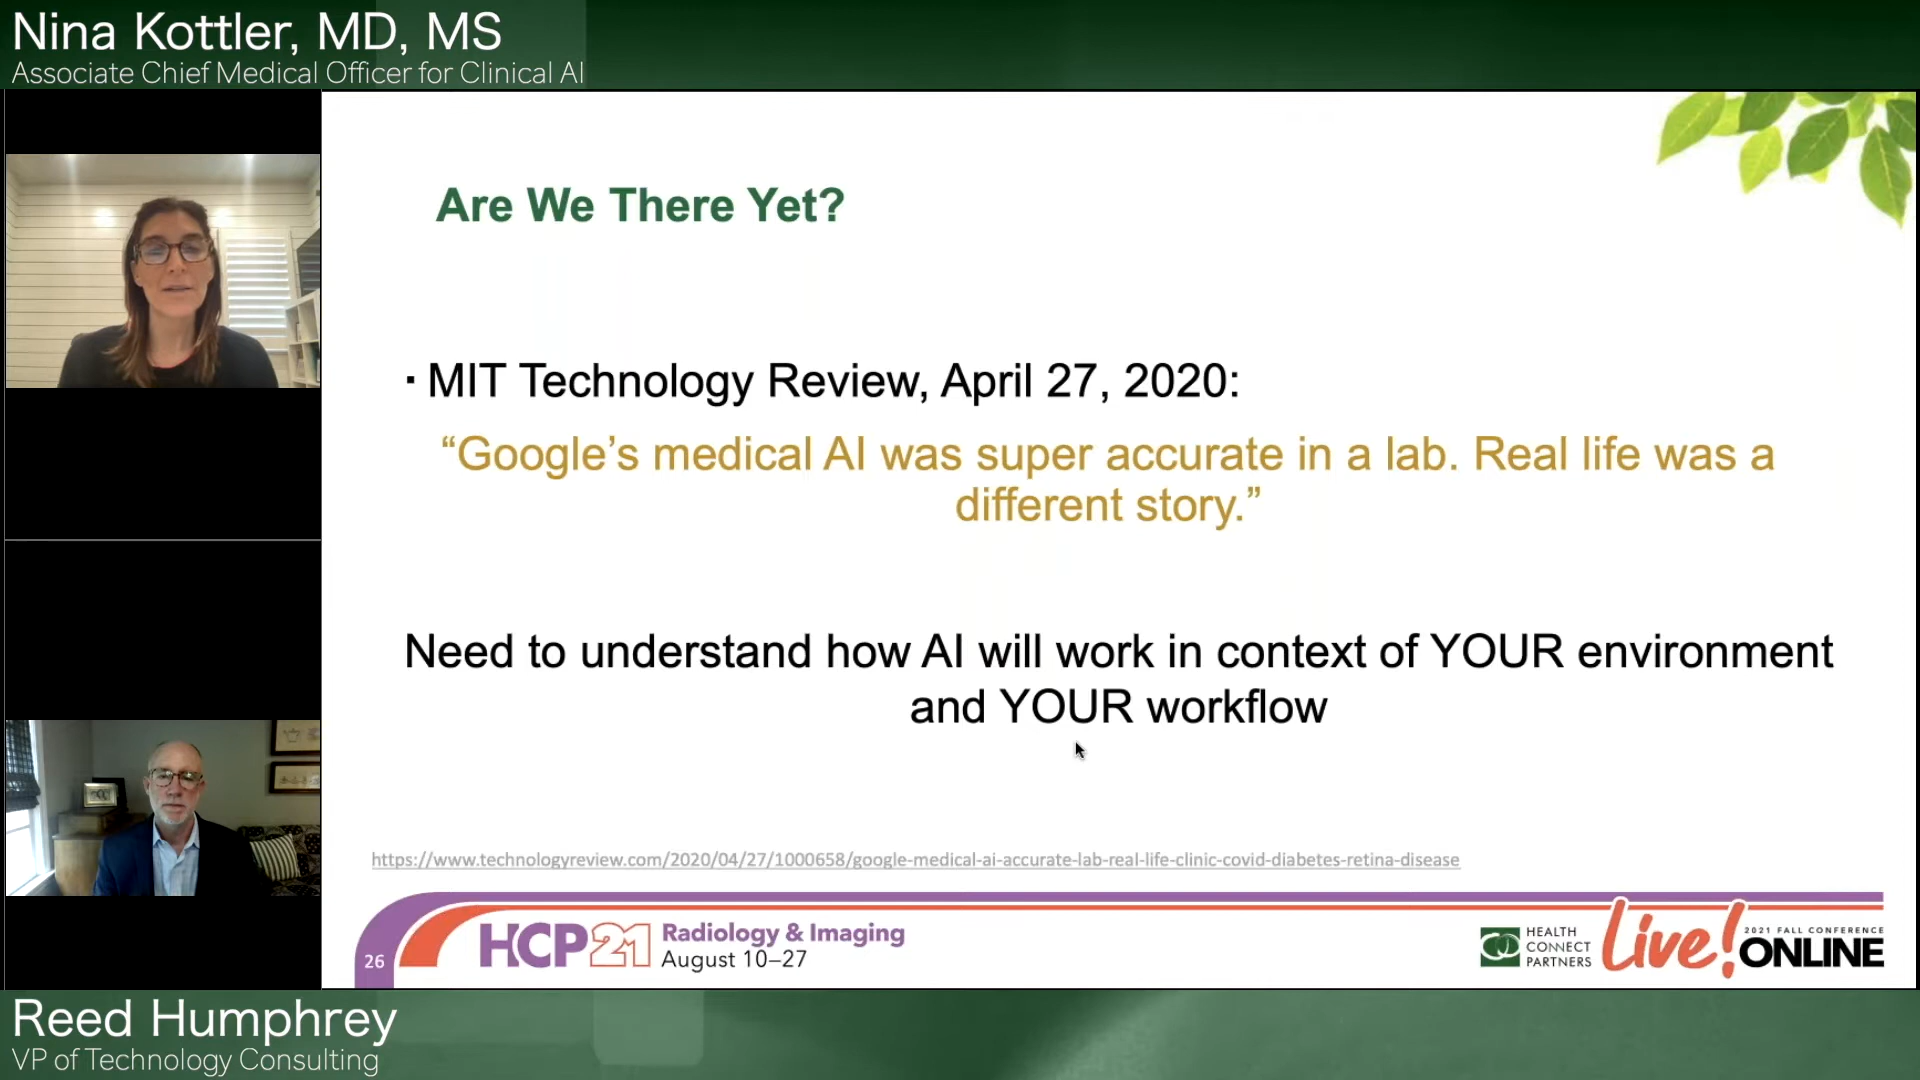 Nina Kottler, MD, MS
Associate Chief Medical Officer for Clinical AI
Are We There Yet?
▪ MIT Technology Review, April 27, 2020:
“Google’s medical AI was super accurate in a lab. Real life was a
different story.”
Need to understand how AI will work in context of YOUR environment
and YOUR workflow
https://www.technologyreview.com/2020/04/27/1000658/google-medical-ai-accurate-lab-real-life-clinic-covid-diabetes-retina-disease
26
HCP21
Radiology & Imaging
August 10–27
HEALTH
CONNECT
PARTNERS
Live!
2021 FALL CONFERENCE
ONLINE
Reed Humphrey
VP of Technology Consulting